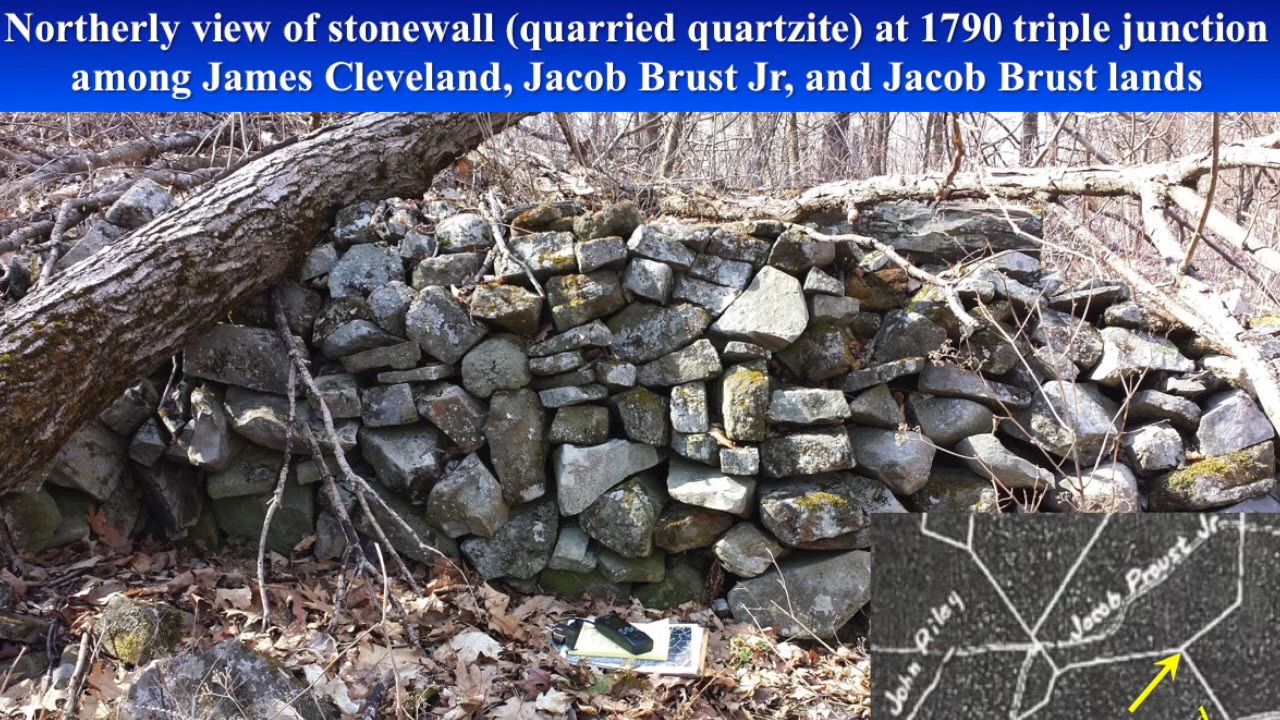 Northerly view of stonewall (quarried quartzite) at 1790 triple junction
among James Cleveland, Jacob Brust Jr, and Jacob Brust lands
Jacob Proust Jr.
John Piley